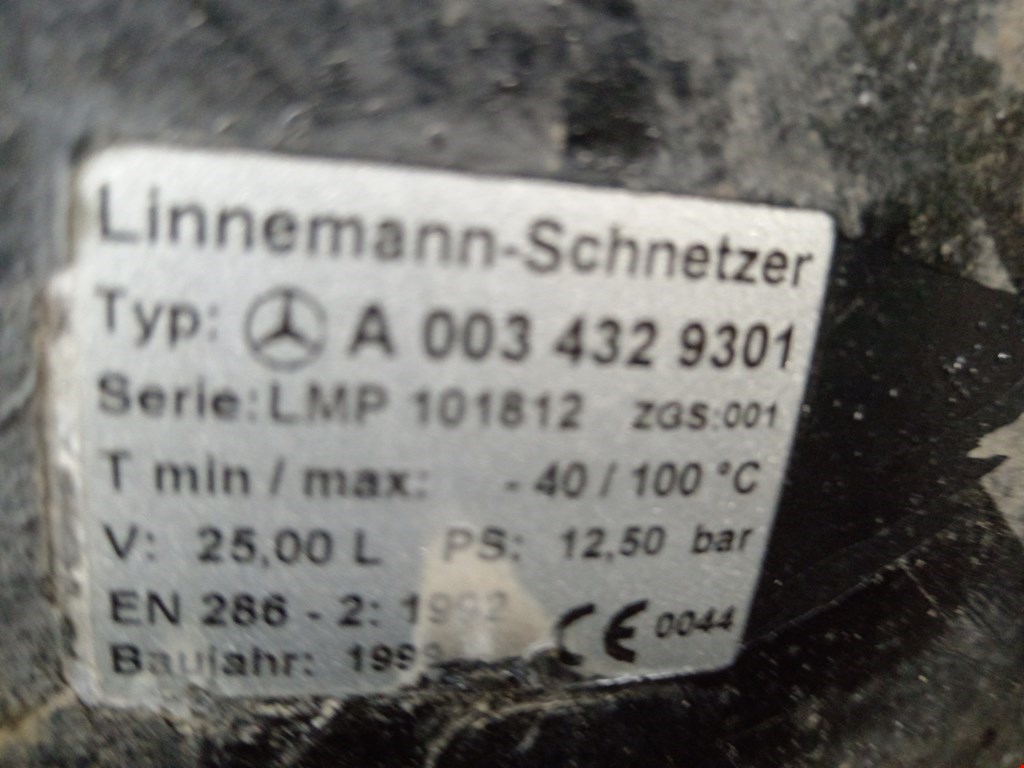 Linnemann-Schnetzer
Typ: A 003 432 9301
Serie: LMP 101812 ZGS:001
T min / max: - 40 / 100 °C
V: 25,00 L PS: 12,50 bar
EN 286 - 2: 1992 CE 0044
Baujahr: